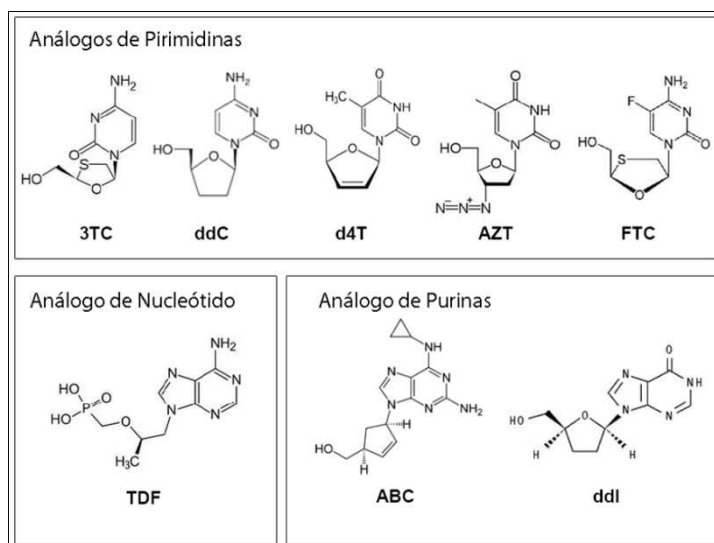 Análogos de Pirimidinas
NH₂
N
O
N
HO
S
O
3TC
NH₂
N
N
O
HO
O
ddC
O
H₃C
NH
N
O
HO
O
d4T
O
NH
N
O
HO
O
N=N=N
− +
AZT
NH₂
F
N
N
O
HO
S
O
FTC
Análogo de Nucleótido
NH₂
N
N
N
N
HO
P
O
HO
O
H₃C
TDF
Análogo de Purinas
NH
N
N
N
N
NH₂
H
HO
H
ABC
O
N
NH
N
N
HO
O
H
H
ddI